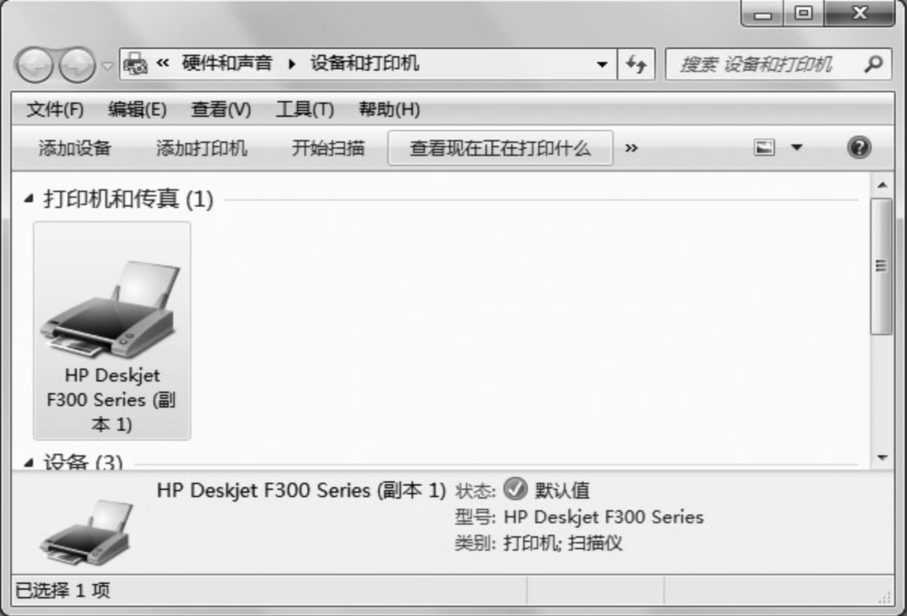 « 硬件和声音 ▸ 设备和打印机
搜索 设备和打印机
文件(F) 编辑(E) 查看(V) 工具(T) 帮助(H)
添加设备 添加打印机 开始扫描 查看现在正在打印什么 »
打印机和传真 (1)
HP Deskjet
F300 Series (副
本 1)
设备 (3)
HP Deskjet F300 Series (副本 1) 状态: 默认值
型号: HP Deskjet F300 Series
类别: 打印机; 扫描仪
已选择 1 项